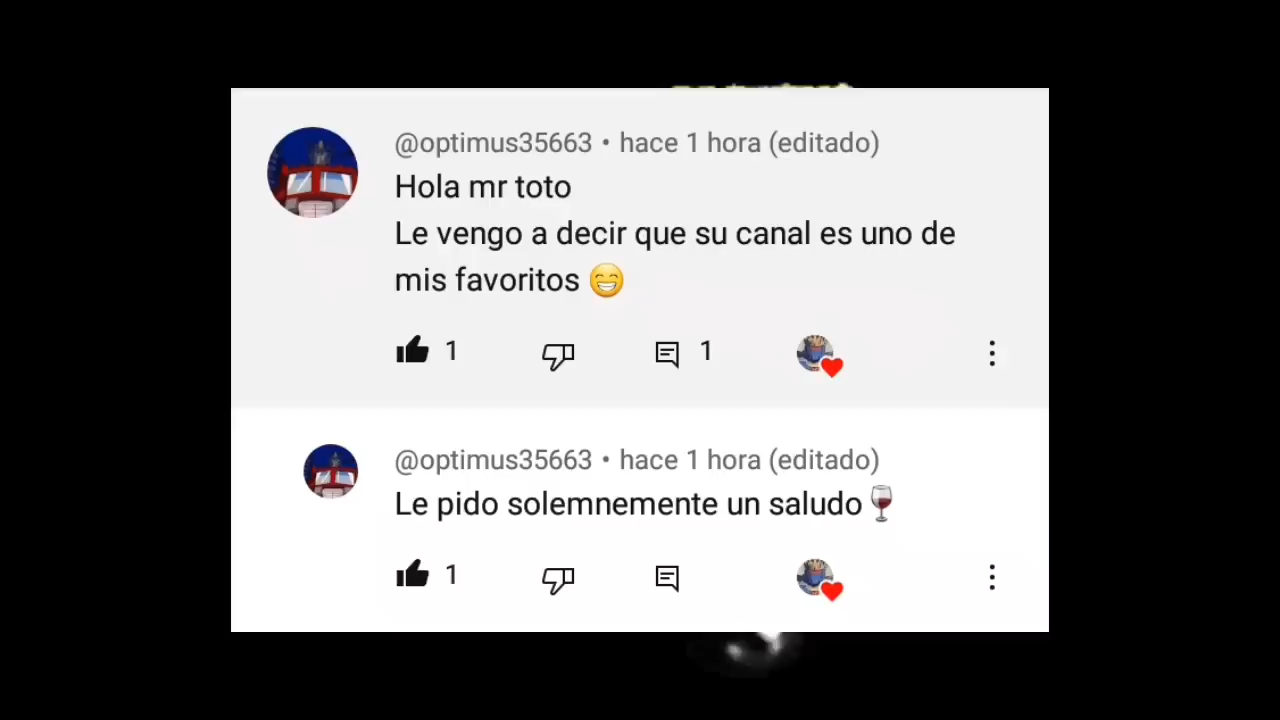 @optimus35663 • hace 1 hora (editado)
Hola mr toto
Le vengo a decir que su canal es uno de
mis favoritos 😁
1 1
@optimus35663 • hace 1 hora (editado)
Le pido solemnemente un saludo🍷
1